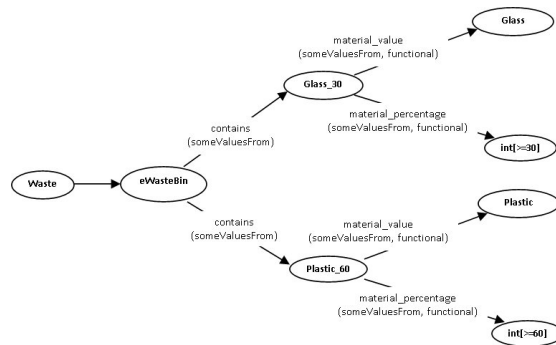 Glass
material_value
(someValuesFrom, functional)
Glass_30
material_percentage
(someValuesFrom, functional)
contains
(someValuesFrom)
int[>=30]
Waste
eWasteBin
Plastic
contains
(someValuesFrom)
material_value
(someValuesFrom, functional)
Plastic_60
material_percentage
(someValuesFrom, functional)
int[>=60]